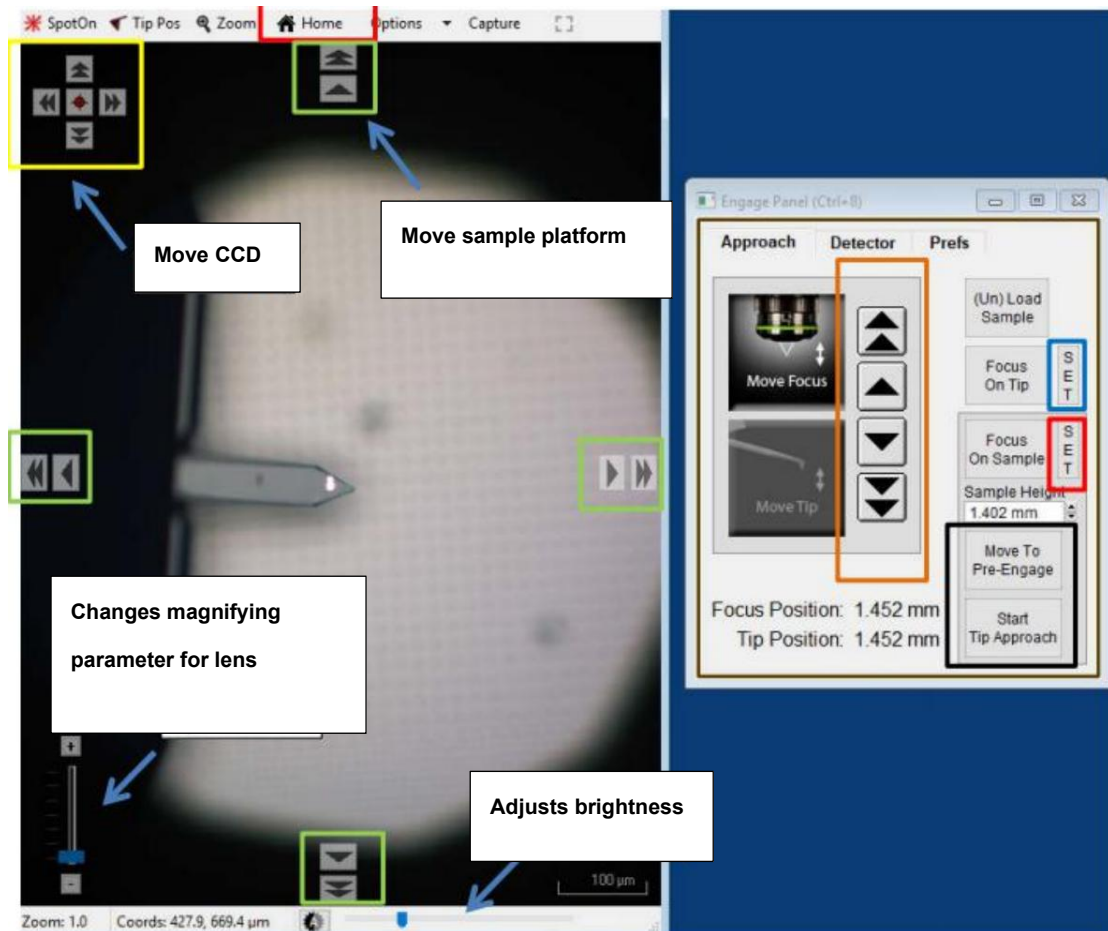 SpotOn Tip Pos Zoom Home Options Capture
Move CCD
Move sample platform
Changes magnifying
parameter for lens
Adjusts brightness
100 µm
Zoom: 1.0 Coords: 427.9, 669.4 µm
Engage Panel (Ctrl+8)
Approach Detector Prefs
Move Focus
Move Tip
(Un) Load
Sample
Focus
On Tip
S
E
T
Focus
On Sample
S
E
T
Sample Height
1.402 mm
Move To
Pre-Engage
Start
Tip Approach
Focus Position: 1.452 mm
Tip Position: 1.452 mm